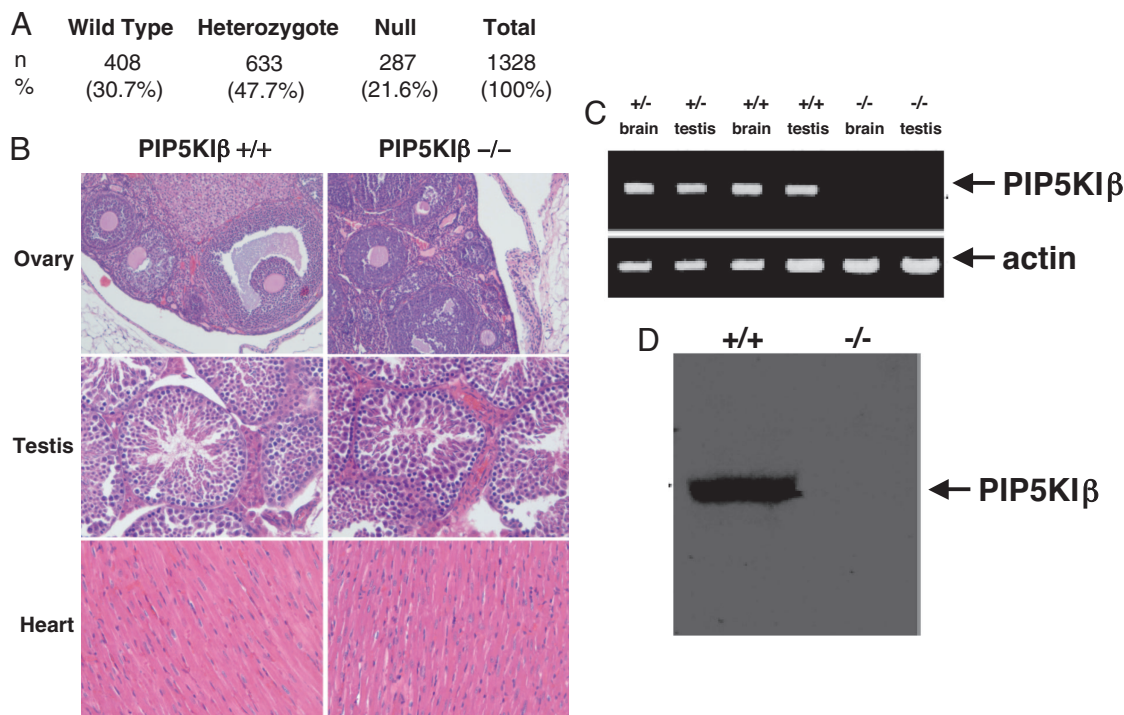 A
Wild Type Heterozygote Null Total
n 408 633 287 1328
% (30.7%) (47.7%) (21.6%) (100%)
B
PIP5KIβ +/+ PIP5KIβ –/–
Ovary
Testis
Heart
C
+/- +/- +/+ +/+ -/- -/-
brain testis brain testis brain testis
PIP5KIβ
actin
D
+/+ -/-
PIP5KIβ